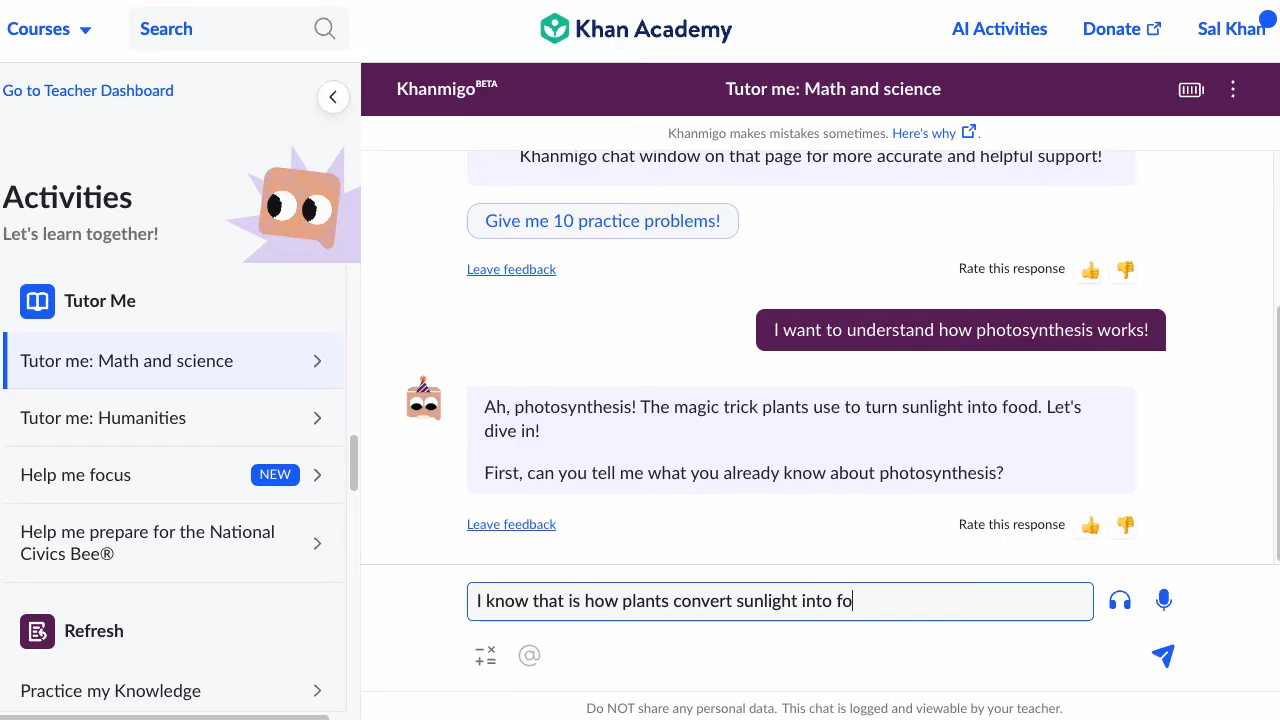 Courses
Search
Khan Academy
AI Activities
Donate
Sal Khan
Go to Teacher Dashboard
Activities
Let's learn together!
Tutor Me
Tutor me: Math and science
Tutor me: Humanities
Help me focus
NEW
Help me prepare for the National
Civics Bee®
Refresh
Practice my Knowledge
Khanmigo BETA
Tutor me: Math and science
Khanmigo makes mistakes sometimes. Here's why .
Khanmigo chat window on that page for more accurate and helpful support!
Give me 10 practice problems!
Leave feedback
Rate this response
I want to understand how photosynthesis works!
Ah, photosynthesis! The magic trick plants use to turn sunlight into food. Let's
dive in!
First, can you tell me what you already know about photosynthesis?
Leave feedback
Rate this response
I know that is how plants convert sunlight into fo
Do NOT share any personal data. This chat is logged and viewable by your teacher.